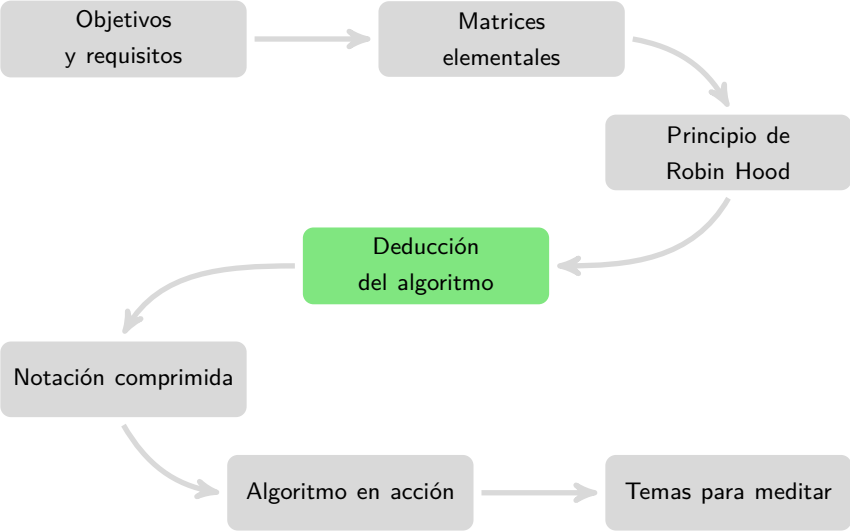 Objetivos
y requisitos
Matrices
elementales
Principio de
Robin Hood
Deducción
del algoritmo
Notación comprimida
Algoritmo en acción
Temas para meditar